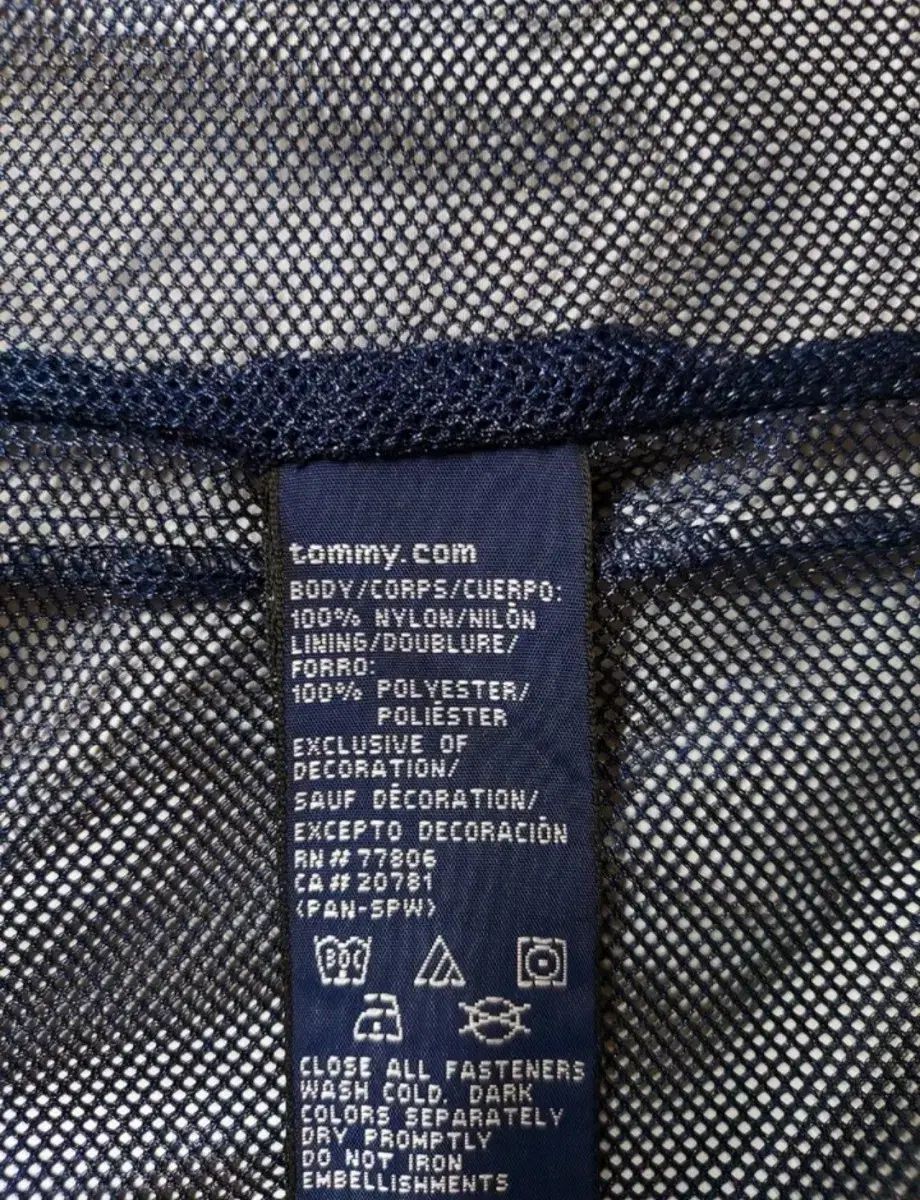 tommy.com
BODY/CORPS/CUERPO:
100% NYLON/NILÓN
LINING/DOUBLURE/
FORRO:
100% POLYESTER/
POLIÉSTER
EXCLUSIVE OF
DECORATION/
SAUF DÉCORATION/
EXCEPTO DECORACIÓN
RN# 77806
CA# 20781
(PAN-SPW)
CLOSE ALL FASTENERS
WASH COLD. DARK
COLORS SEPARATELY
DRY PROMPTLY
DO NOT IRON
EMBELLISHMENTS